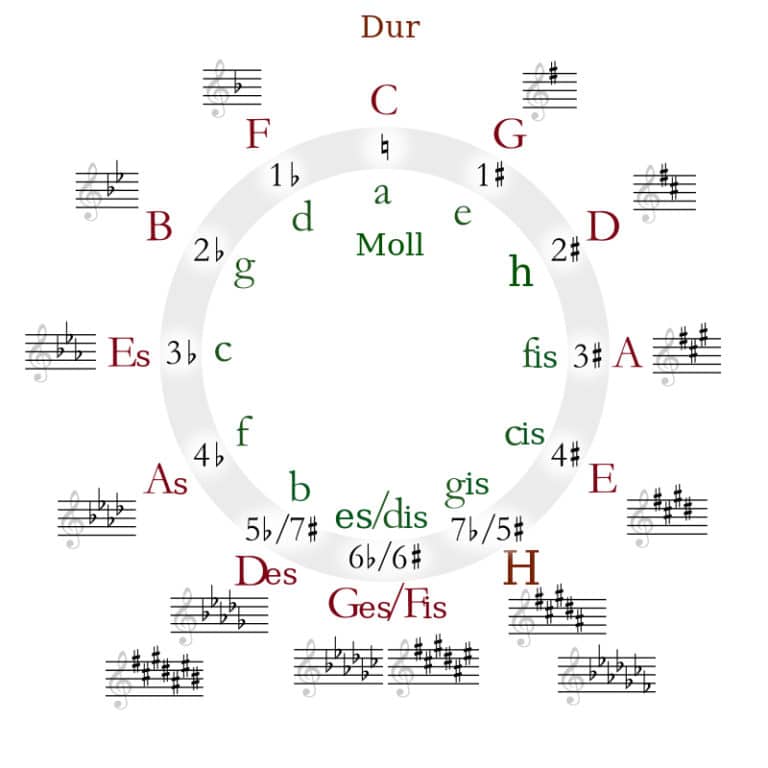 Dur
C
F
G
♮
1♭
1♯
a
d
e
B
D
Moll
2♭
2♯
g
h
Es
3♭
c
fis
3♯
A
f
cis
4♭
4♯
As
E
b
gis
es/dis
5♭/7♯
7♭/5♯
6♭/6♯
Des
H
Ges/Fis